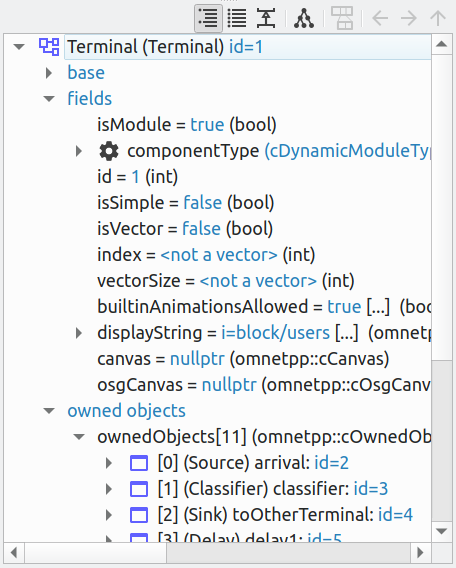 Terminal (Terminal) id=1
base
fields
isModule = true (bool)
componentType (cDynamicModuleTyp
id = 1 (int)
isSimple = false (bool)
isVector = false (bool)
index = <not a vector> (int)
vectorSize = <not a vector> (int)
builtinAnimationsAllowed = true [...] (boo
displayString = i=block/users [...] (omnetp
canvas = nullptr (omnetpp::cCanvas)
osgCanvas = nullptr (omnetpp::cOsgCanv
owned objects
ownedObjects[11] (omnetpp::cOwnedOb
[0] (Source) arrival: id=2
[1] (Classifier) classifier: id=3
[2] (Sink) toOtherTerminal: id=4
[3] (Delay) delay1: id=5